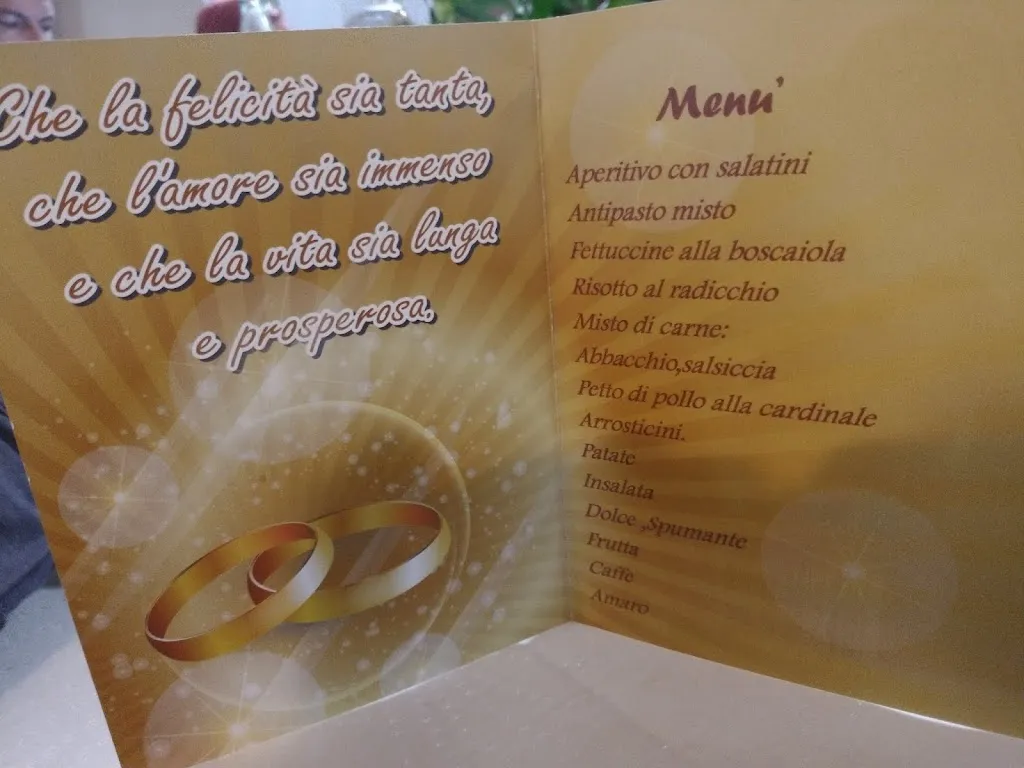 Che la felicità sia tanta,
che l'amore sia immenso
e che la vita sia lunga
e prosperosa.
Menu'
Aperitivo con salatini
Antipasto misto
Fettuccine alla boscaiola
Risotto al radicchio
Misto di carne:
Abbacchio,salsiccia
Petto di pollo alla cardinale
Arrosticini.
Patate
Insalata
Dolce ,Spumante
Frutta
Caffe
Amaro